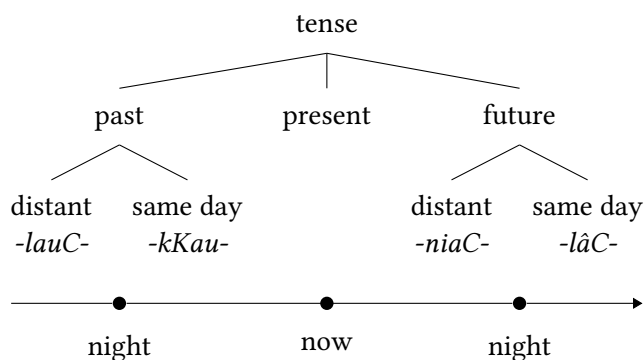 tense
past present future
distant same day distant same day
-lauC- -kKau- -niaC- -lâC-
night now night